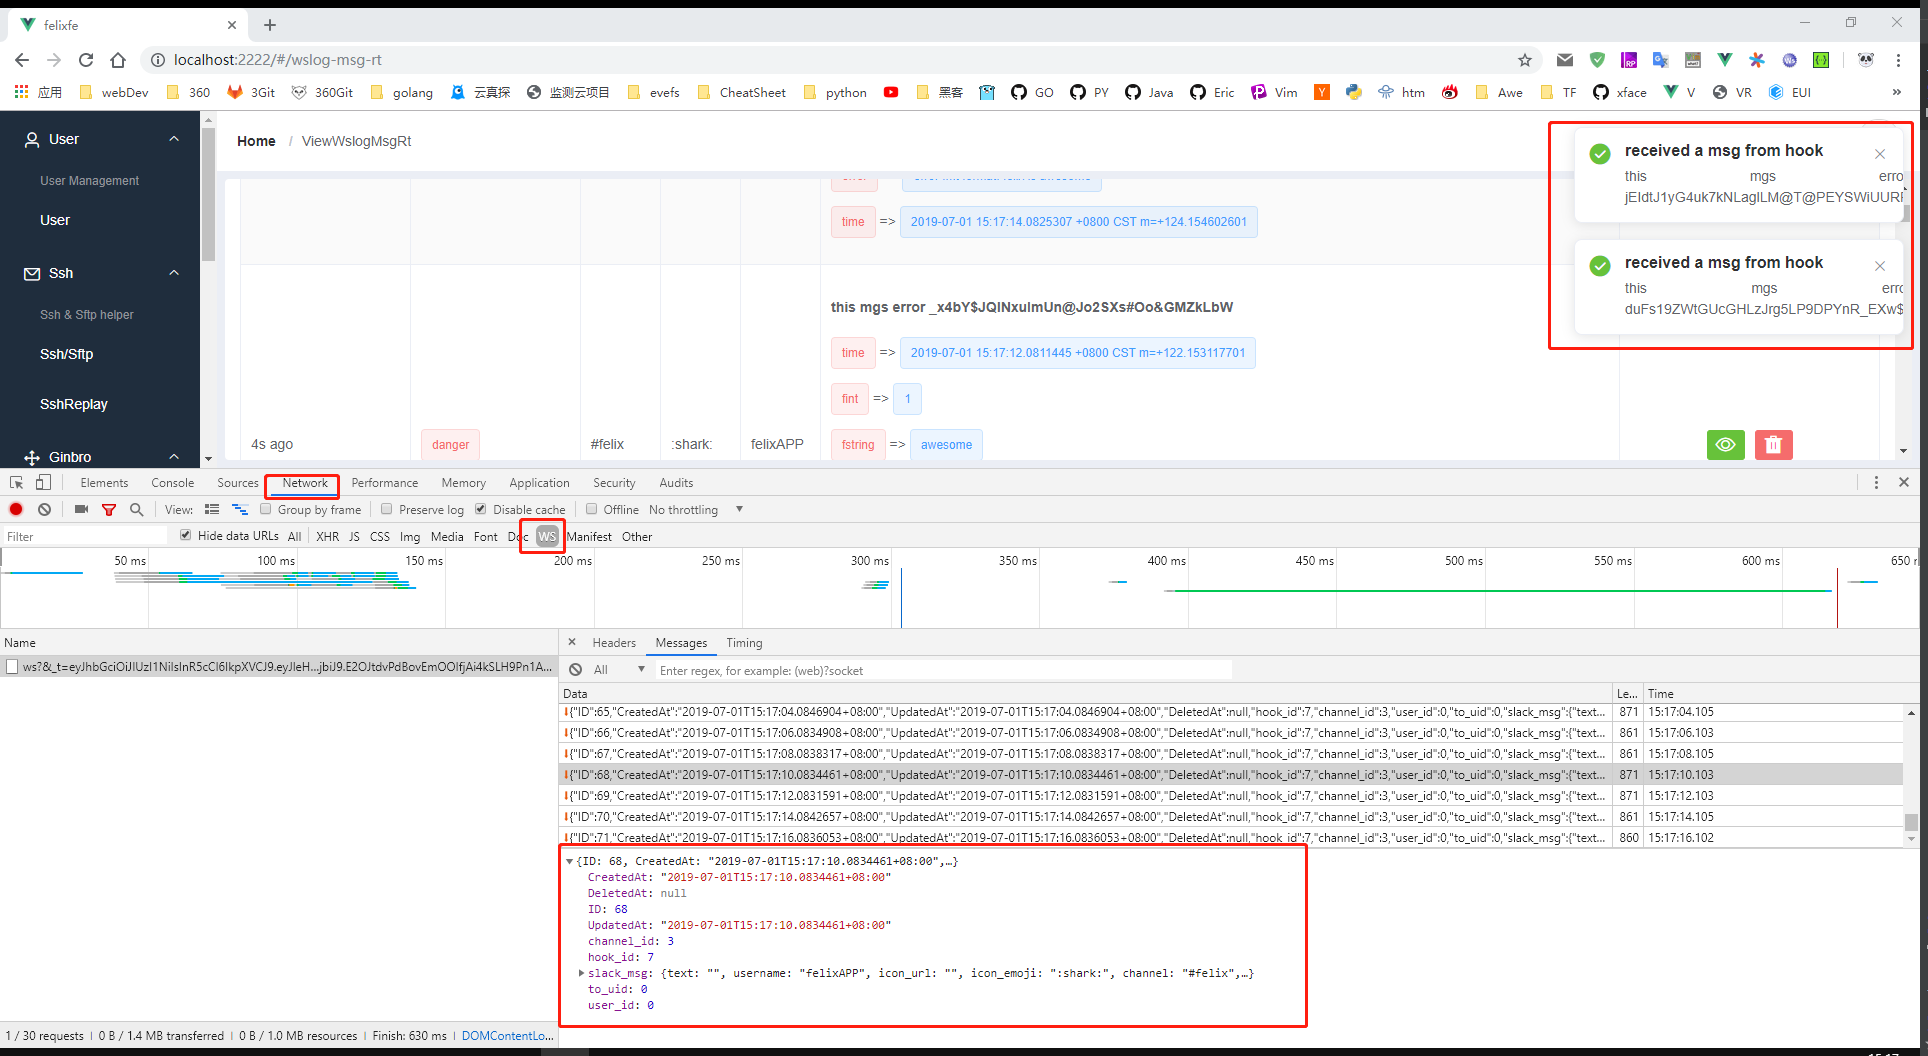 felixfe
localhost:2222/#/wslog-msg-rt
应用 webDev 360 3Git 360Git golang 云真探 监测云项目 evefs CheatSheet python 黑客 GO PY Java Eric Vim htm Awe TF xface V VR EUI »
User
User Management
User
Ssh
Ssh & Sftp helper
Ssh/Sftp
SshReplay
Ginbro
Home / ViewWslogMsgRt
time => 2019-07-01 15:17:14.0825307 +0800 CST m=+124.154602601
this mgs error _x4bY$JQINxulmUn@Jo2SXs#Oo&GMZkLbW
time => 2019-07-01 15:17:12.0811445 +0800 CST m=+122.153117701
fint => 1
4s ago danger #felix :shark: felixAPP fstring => awesome
received a msg from hook
this mgs erro
jEIdtJ1yG4uk7kNLagILM@T@PEYSWiUURF
received a msg from hook
this mgs erro
duFs19ZWtGUcGHLzJrg5LP9DPYnR_EXw$
Elements Console Sources Network Performance Memory Application Security Audits
View: Group by frame Preserve log Disable cache Offline No throttling
Filter Hide data URLs All XHR JS CSS Img Media Font Doc WS Manifest Other
50 ms 100 ms 150 ms 200 ms 250 ms 300 ms 350 ms 400 ms 450 ms 500 ms 550 ms 600 ms 650
Name
ws?&_t=eyJhbGciOiJIUzI1NiIsInR5cCI6IkpXVCJ9.eyJleH...jbiJ9.E2OJtdvPdBovEmOOIfjAi4kSLH9Pn1A...
Headers Messages Timing
All Enter regex, for example: (web)?socket
Data Le... Time
{"ID":65,"CreatedAt":"2019-07-01T15:17:04.0846904+08:00","UpdatedAt":"2019-07-01T15:17:04.0846904+08:00","DeletedAt":null,"hook_id":7,"channel_id":3,"user_id":0,"to_uid":0,"slack_msg":{"text... 871 15:17:04.105
{"ID":66,"CreatedAt":"2019-07-01T15:17:06.0834908+08:00","UpdatedAt":"2019-07-01T15:17:06.0834908+08:00","DeletedAt":null,"hook_id":7,"channel_id":3,"user_id":0,"to_uid":0,"slack_msg":{"text... 861 15:17:06.103
{"ID":67,"CreatedAt":"2019-07-01T15:17:08.0838317+08:00","UpdatedAt":"2019-07-01T15:17:08.0838317+08:00","DeletedAt":null,"hook_id":7,"channel_id":3,"user_id":0,"to_uid":0,"slack_msg":{"text... 861 15:17:08.105
{"ID":68,"CreatedAt":"2019-07-01T15:17:10.0834461+08:00","UpdatedAt":"2019-07-01T15:17:10.0834461+08:00","DeletedAt":null,"hook_id":7,"channel_id":3,"user_id":0,"to_uid":0,"slack_msg":{"text... 871 15:17:10.103
{"ID":69,"CreatedAt":"2019-07-01T15:17:12.0831591+08:00","UpdatedAt":"2019-07-01T15:17:12.0831591+08:00","DeletedAt":null,"hook_id":7,"channel_id":3,"user_id":0,"to_uid":0,"slack_msg":{"text... 871 15:17:12.103
{"ID":70,"CreatedAt":"2019-07-01T15:17:14.0842657+08:00","UpdatedAt":"2019-07-01T15:17:14.0842657+08:00","DeletedAt":null,"hook_id":7,"channel_id":3,"user_id":0,"to_uid":0,"slack_msg":{"text... 861 15:17:14.105
{"ID":71,"CreatedAt":"2019-07-01T15:17:16.0836053+08:00","UpdatedAt":"2019-07-01T15:17:16.0836053+08:00","DeletedAt":null,"hook_id":7,"channel_id":3,"user_id":0,"to_uid":0,"slack_msg":{"text... 860 15:17:16.102
{ID: 68, CreatedAt: "2019-07-01T15:17:10.0834461+08:00",…}
CreatedAt: "2019-07-01T15:17:10.0834461+08:00"
DeletedAt: null
ID: 68
UpdatedAt: "2019-07-01T15:17:10.0834461+08:00"
channel_id: 3
hook_id: 7
slack_msg: {text: "", username: "felixAPP", icon_url: "", icon_emoji: ":shark:", channel: "#felix",…}
to_uid: 0
user_id: 0
1 / 30 requests 0 B / 1.4 MB transferred 0 B / 1.0 MB resources Finish: 630 ms DOMContentLo...